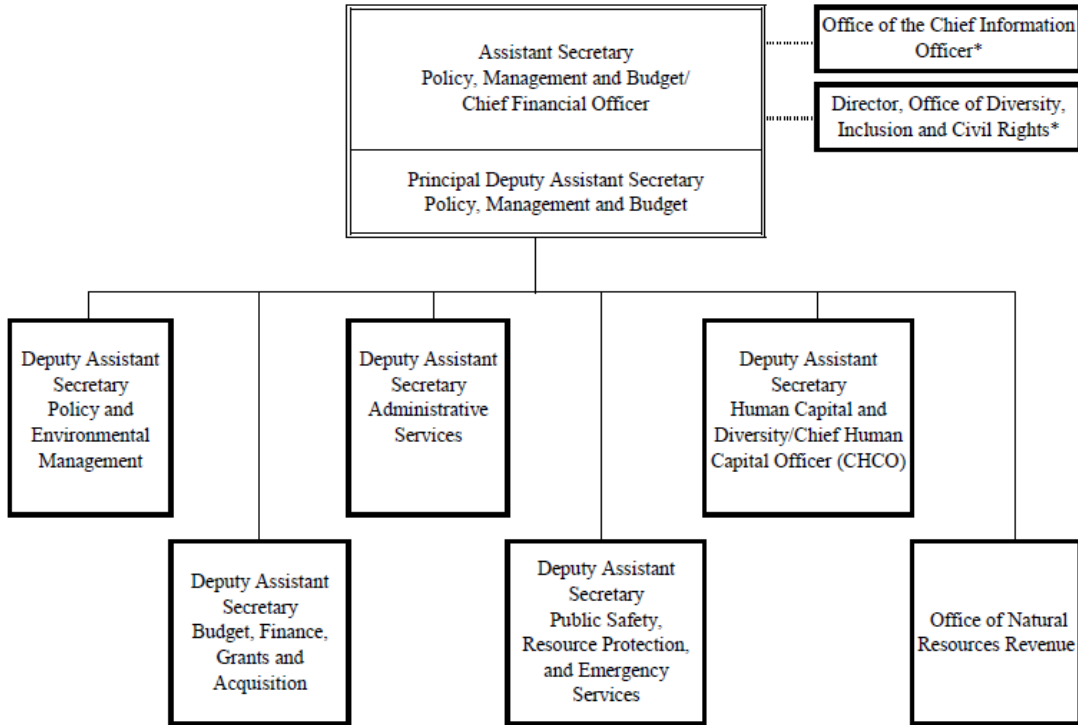 Assistant Secretary
Policy, Management and Budget/
Chief Financial Officer
Principal Deputy Assistant Secretary
Policy, Management and Budget
Office of the Chief Information
Officer*
Director, Office of Diversity,
Inclusion and Civil Rights*
Deputy Assistant
Secretary
Policy and
Environmental
Management
Deputy Assistant
Secretary
Administrative
Services
Deputy Assistant
Secretary
Human Capital and
Diversity/Chief Human
Capital Officer (CHCO)
Deputy Assistant
Secretary
Budget, Finance,
Grants and
Acquisition
Deputy Assistant
Secretary
Public Safety,
Resource Protection,
and Emergency
Services
Office of Natural
Resources Revenue